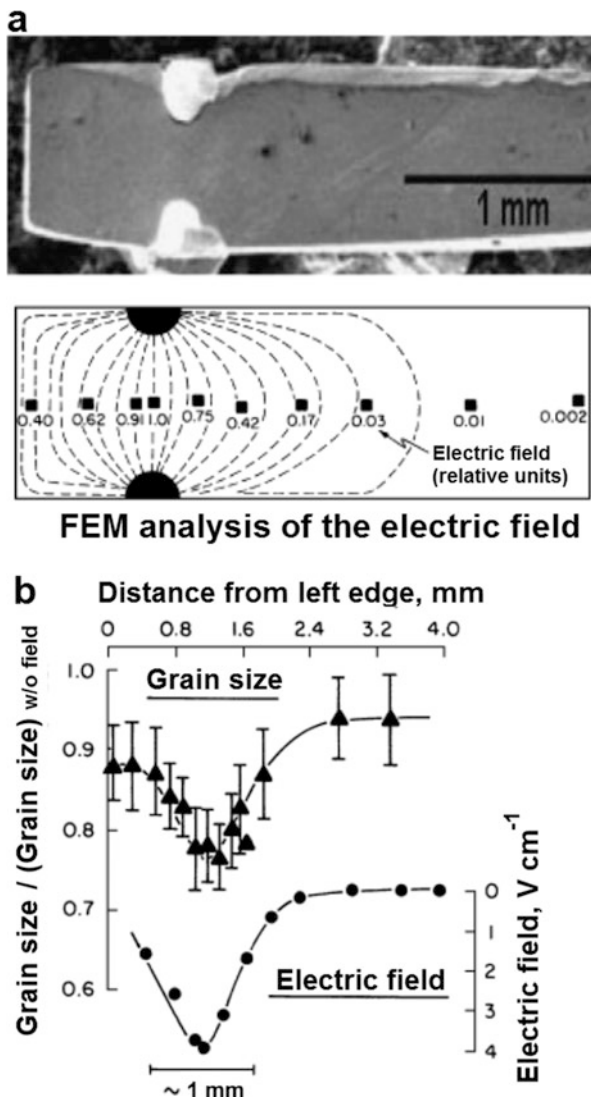 a
1 mm
0.40 0.62 0.91 1.0 0.75 0.42 0.17 0.03 0.01 0.002
Electric field
(relative units)
FEM analysis of the electric field
b
Distance from left edge, mm
0 0.8 1.6 2.4 3.2 4.0
Grain size / (Grain size) w/o field
1.0
0.9
0.8
0.7
0.6
Grain size
Electric field
0
1
2
3
4
Electric field, V cm⁻¹
~ 1 mm